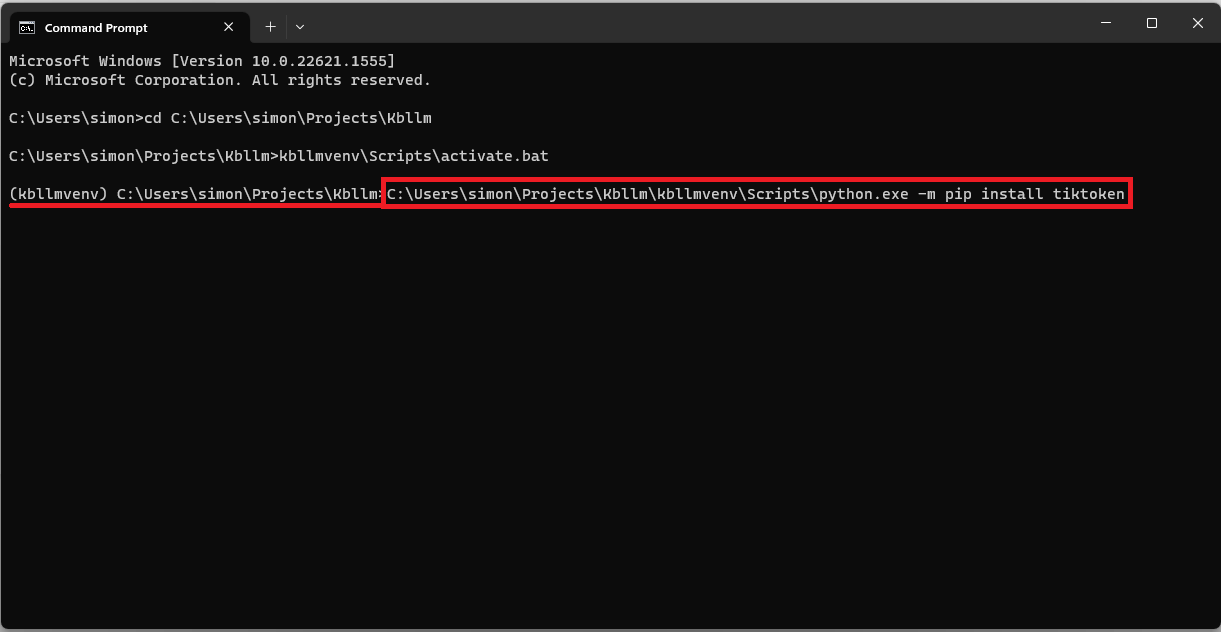 Command Prompt
Microsoft Windows [Version 10.0.22621.1555]
(c) Microsoft Corporation. All rights reserved.
C:\Users\simon>cd C:\Users\simon\Projects\Kbllm
C:\Users\simon\Projects\Kbllm>kbllmvenv\Scripts\activate.bat
(kbllmvenv) C:\Users\simon\Projects\Kbllm>C:\Users\simon\Projects\Kbllm\kbllmvenv\Scripts\python.exe -m pip install tiktoken